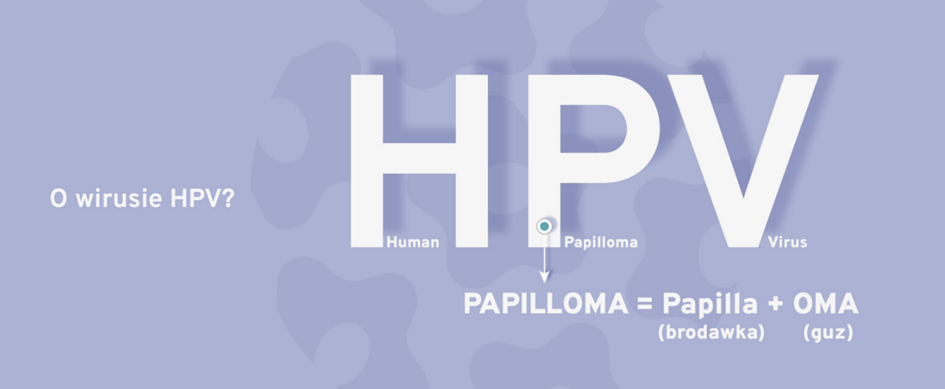 O wirusie HPV?
HPV
Human Papilloma Virus
PAPILLOMA = Papilla + OMA
(brodawka) (guz)